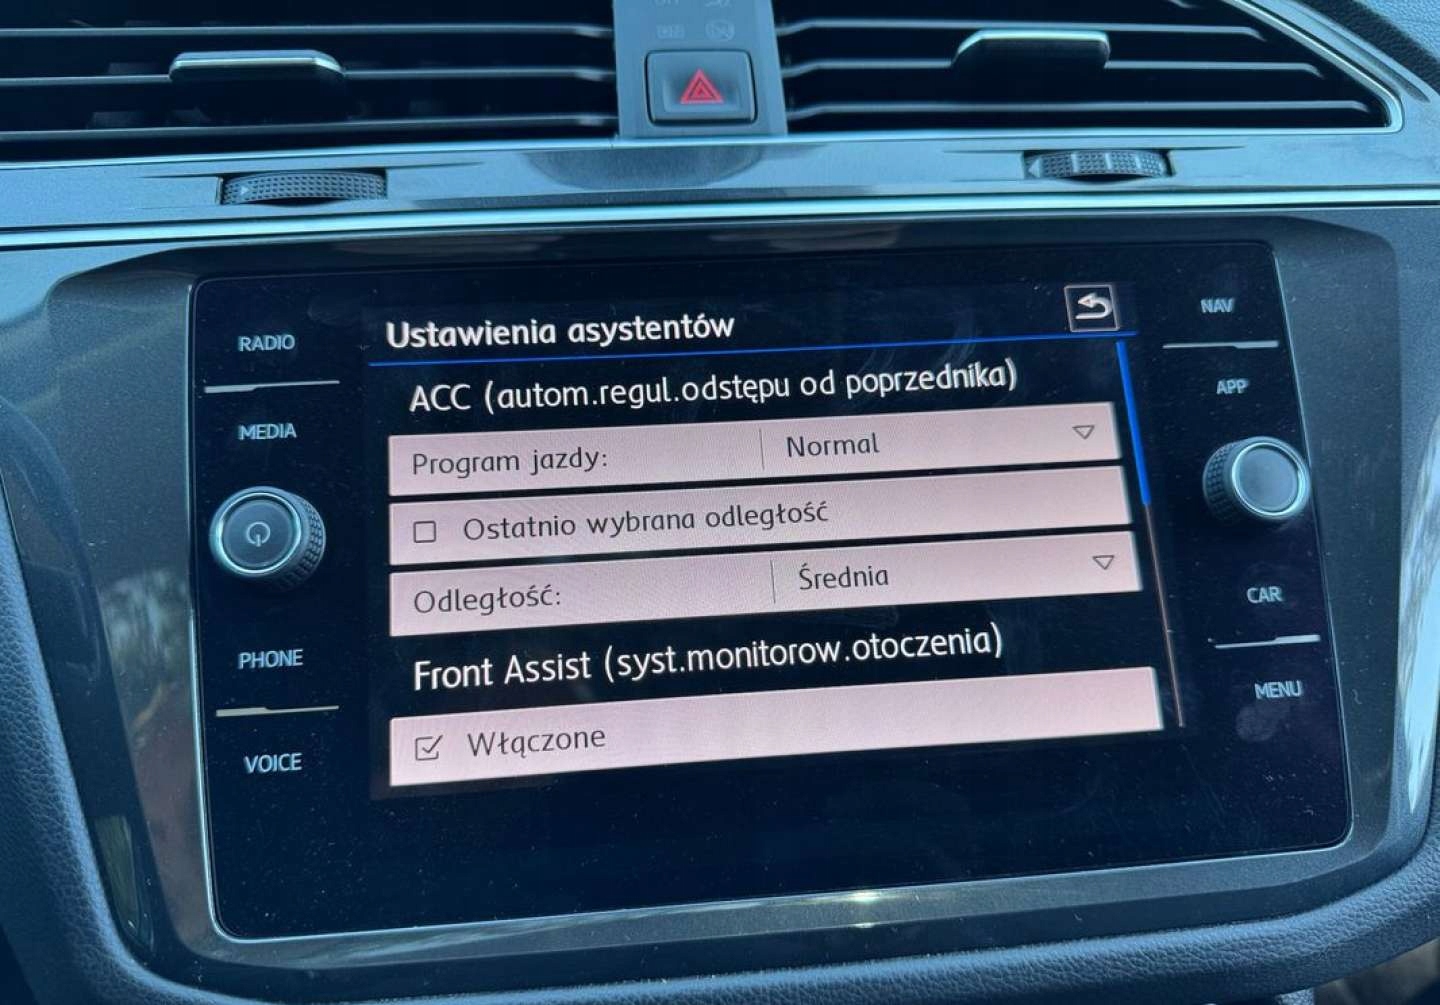 RADIO
MEDIA
PHONE
VOICE
Ustawienia asystentów
ACC (autom.regul.odstępu od poprzednika)
Program jazdy: Normal
Ostatnio wybrana odległość
Odległość: Średnia
Front Assist (syst.monitorow.otoczenia)
Włączone
NAV
APP
CAR
MENU